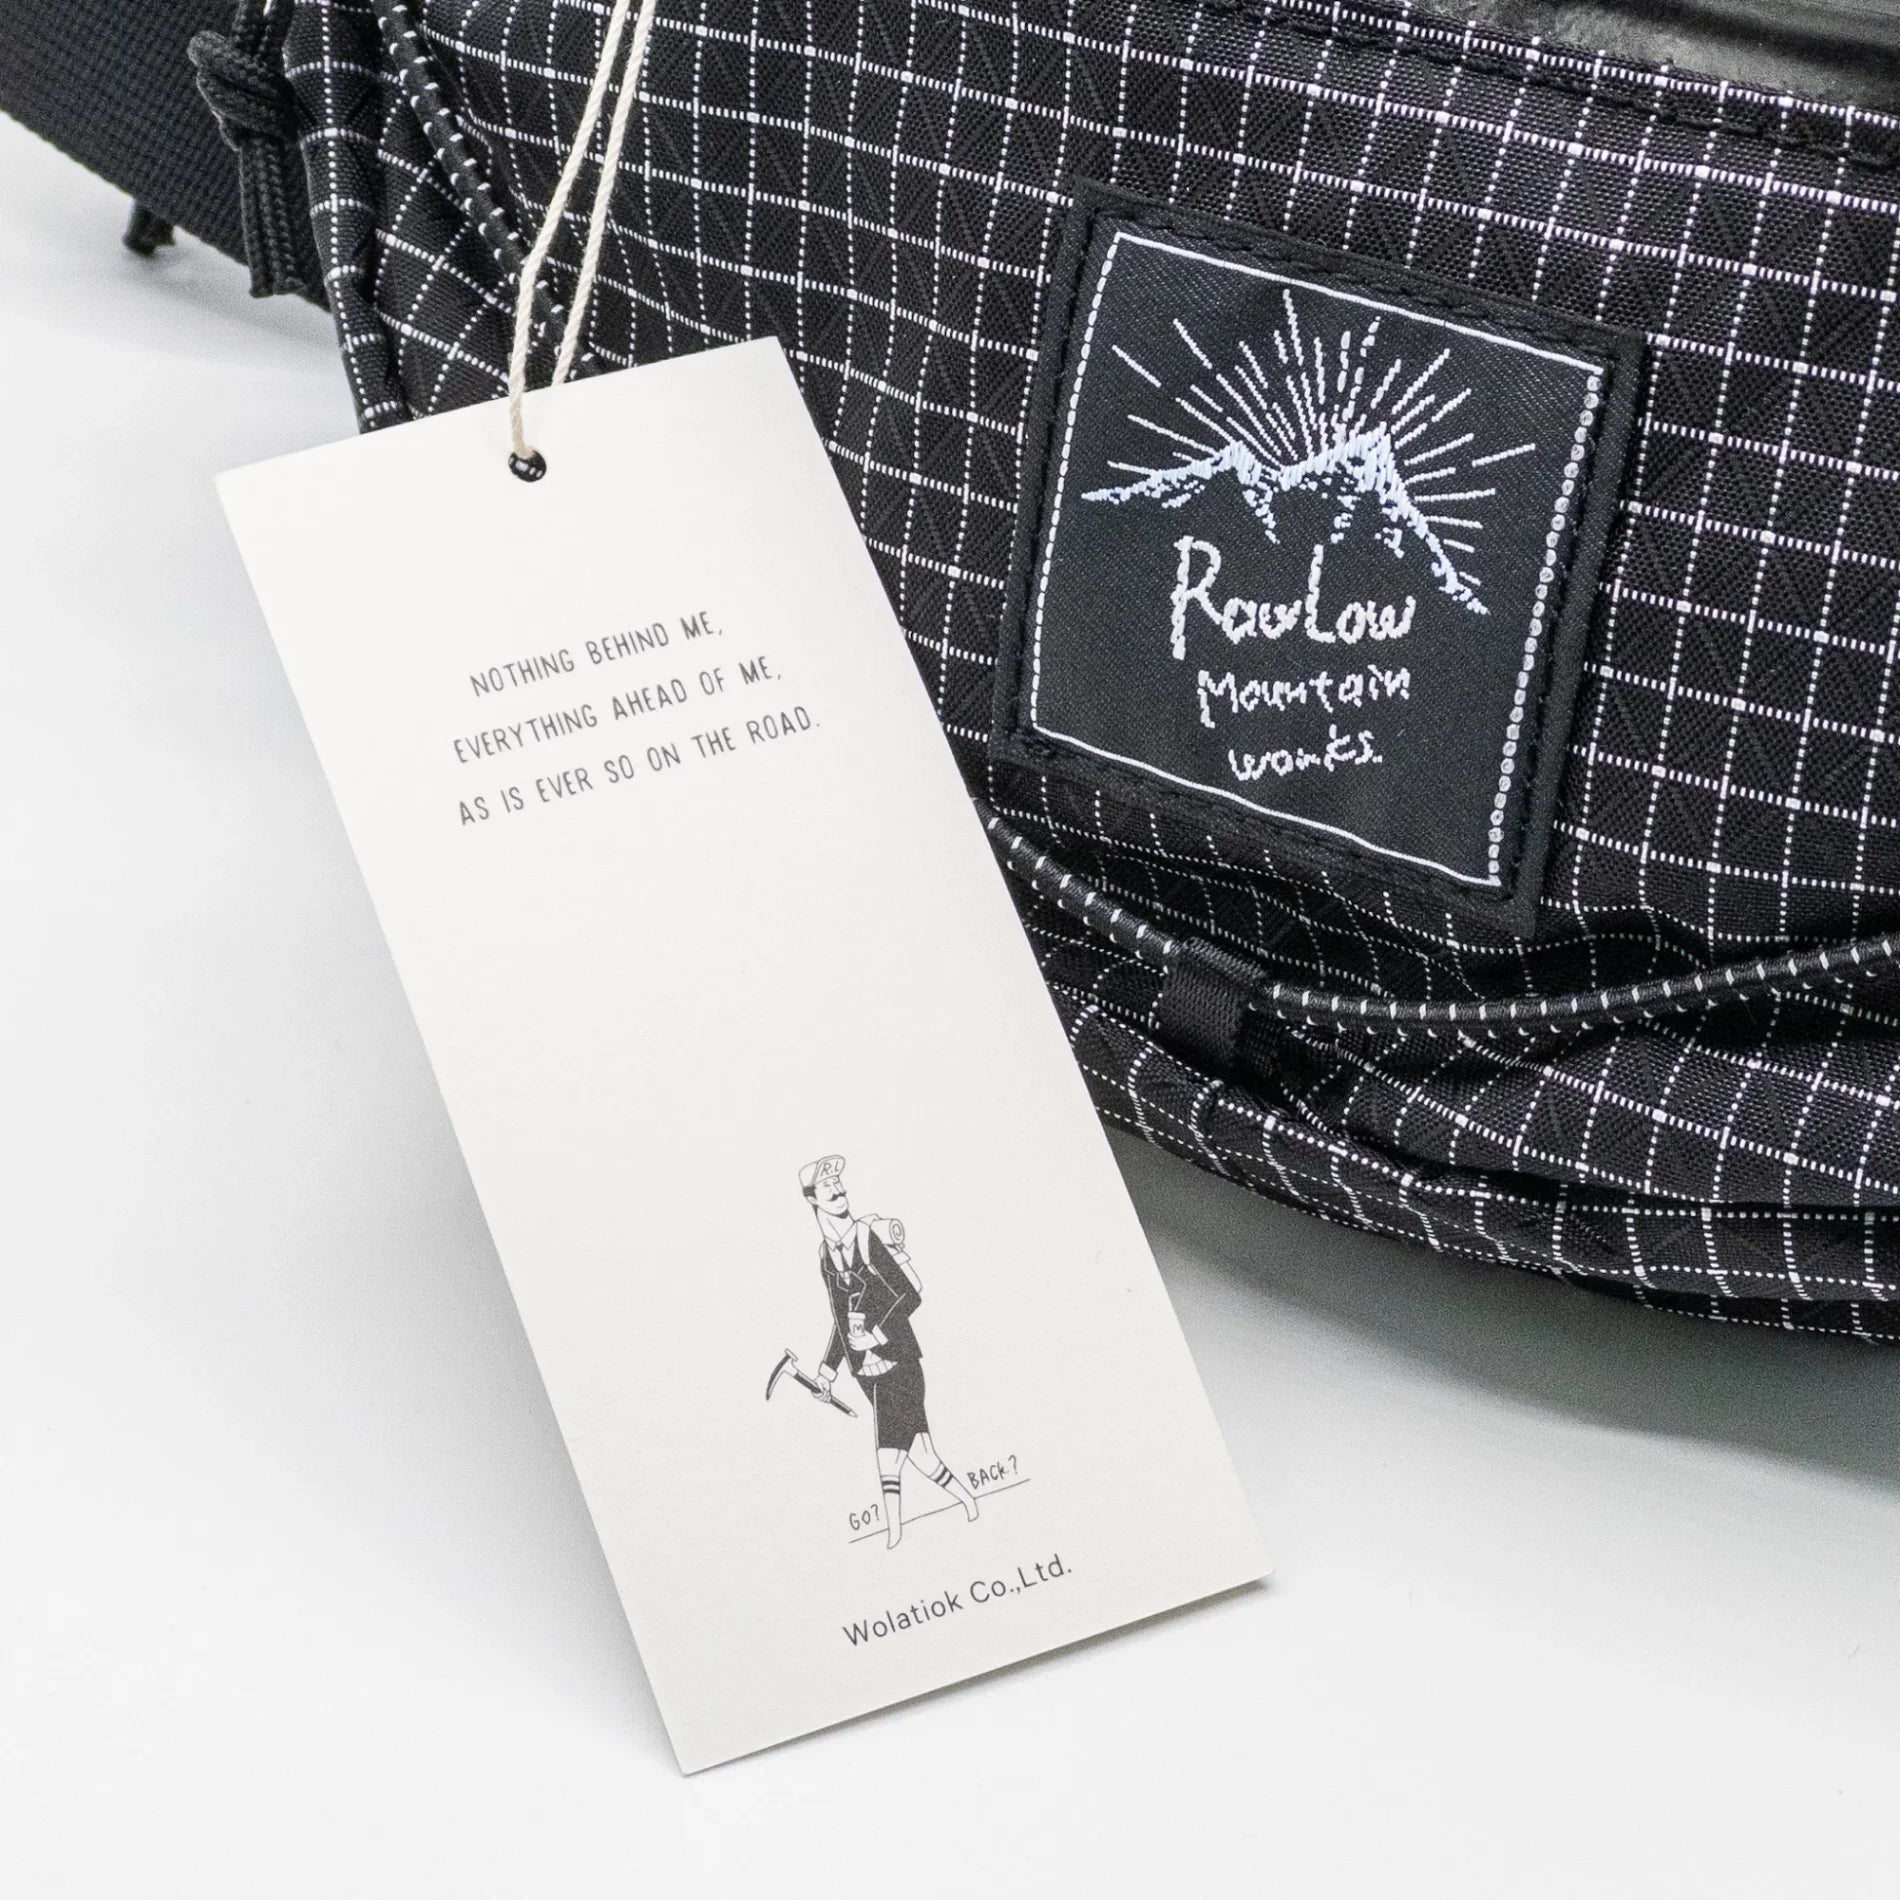 NOTHING BEHIND ME,
EVERYTHING AHEAD OF ME,
AS IS EVER SO ON THE ROAD.
R.L
M
GO?
BACK?
Wolatiok Co.,Ltd.
RawLow
Mountain
works.